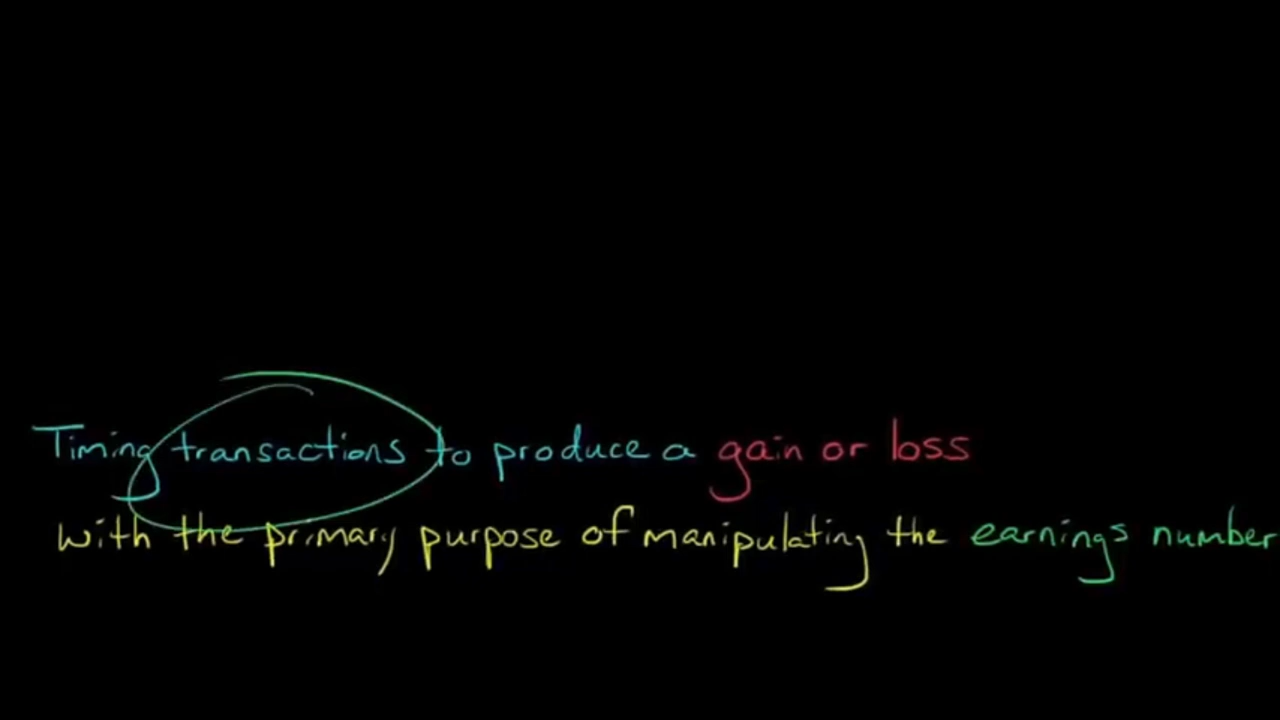 Timing transactions to produce a gain or loss
with the primary purpose of manipulating the earnings number